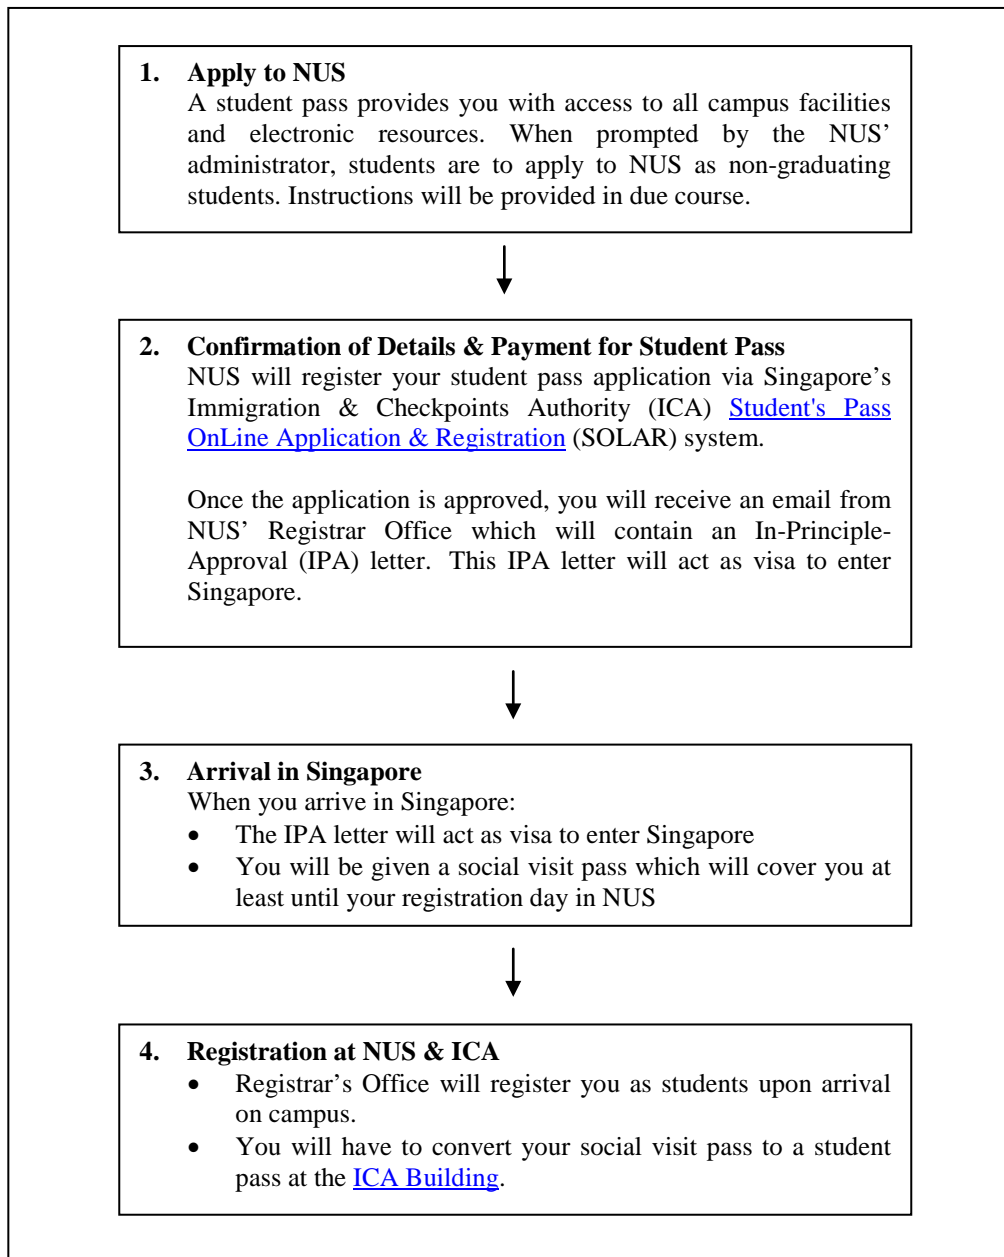 1. Apply to NUS
A student pass provides you with access to all campus facilities
and electronic resources. When prompted by the NUS’
administrator, students are to apply to NUS as non-graduating
students. Instructions will be provided in due course.
2. Confirmation of Details & Payment for Student Pass
NUS will register your student pass application via Singapore’s
Immigration & Checkpoints Authority (ICA) Student's Pass
OnLine Application & Registration (SOLAR) system.
Once the application is approved, you will receive an email from
NUS’ Registrar Office which will contain an In-Principle-
Approval (IPA) letter. This IPA letter will act as visa to enter
Singapore.
3. Arrival in Singapore
When you arrive in Singapore:
• The IPA letter will act as visa to enter Singapore
• You will be given a social visit pass which will cover you at
least until your registration day in NUS
4. Registration at NUS & ICA
• Registrar’s Office will register you as students upon arrival
on campus.
• You will have to convert your social visit pass to a student
pass at the ICA Building.